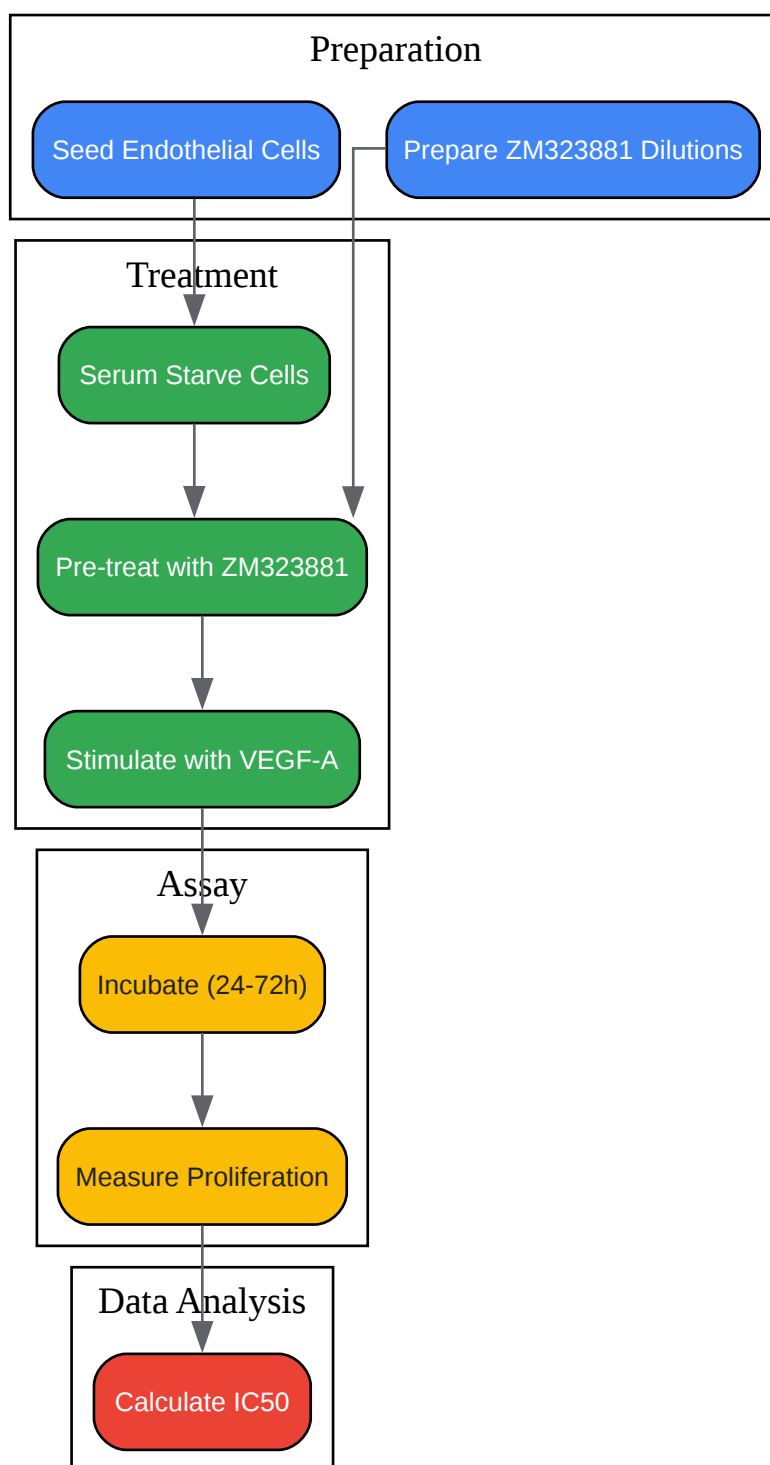 Preparation
Seed Endothelial Cells
Prepare ZM323881 Dilutions
Treatment
Serum Starve Cells
Pre-treat with ZM323881
Stimulate with VEGF-A
Assay
Incubate (24-72h)
Measure Proliferation
Data Analysis
Calculate IC50